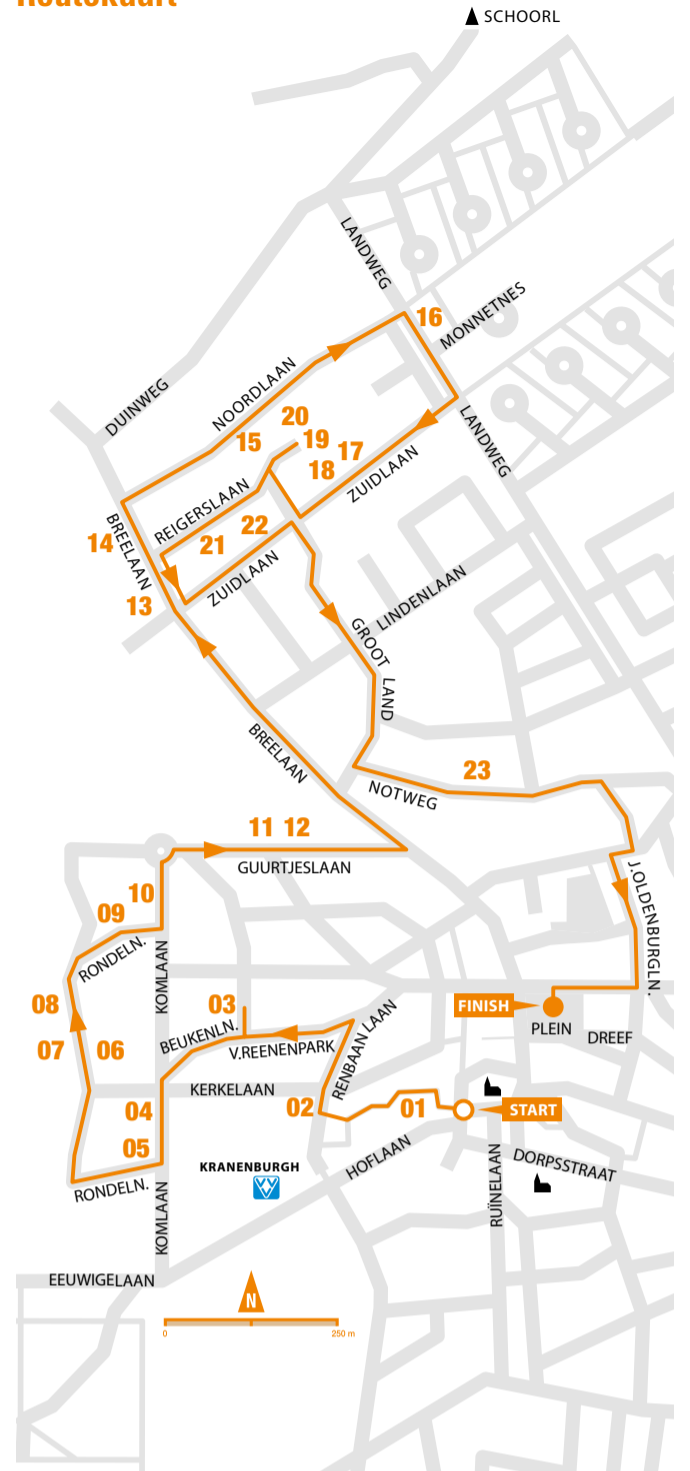 Routekaart
SCHOORL
LANDWEG
16
MONNETNES
DUINWEG
NOORDLAAN
20
15
19
17
18
LANDWEG
ZUIDLAAN
REIGERSLAAN
14
BREELAAN
22
21
13
ZUIDLAAN
LINDENLAAN
GROOT LAND
BREELAAN
23
NOTWEG
11 12
GUURTJESLAAN
10
09
J.OLDENBURGLN.
RONDELN.
KOMLAAN
08
03
FINISH
PLEIN
DREEF
07
06
BEUKENLN.
V.REENENPARK
RENBAAN LAAN
KERKELAAN
04
02
01
START
05
HOFLAAN
DORPSSTRAAT
KRANENBURGH
RUÏNELAAN
RONDELN.
KOMLAAN
EEUWIGELAAN
N
0
250 m